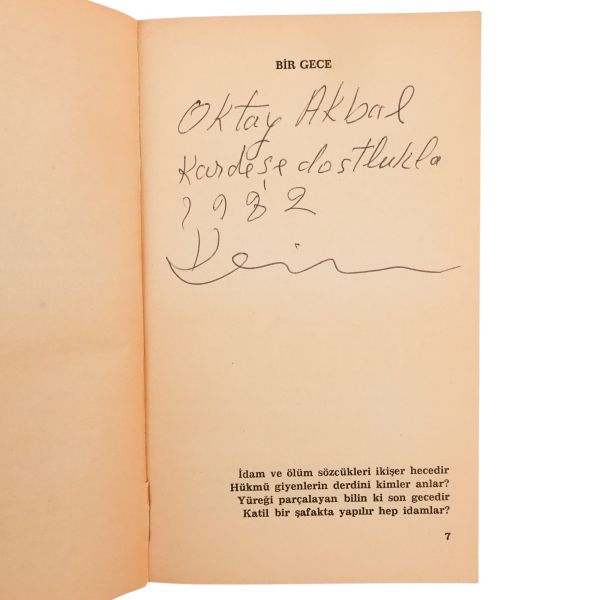 BİR GECE
Oktay Akbal
Kardeşe dostlukla
1982
İdam ve ölüm sözcükleri ikişer hecedir
Hükmü giyenlerin derdini kimler anlar?
Yüreği parçalayan bilin ki son gecedir
Katil bir şafakta yapılır hep idamlar?
7